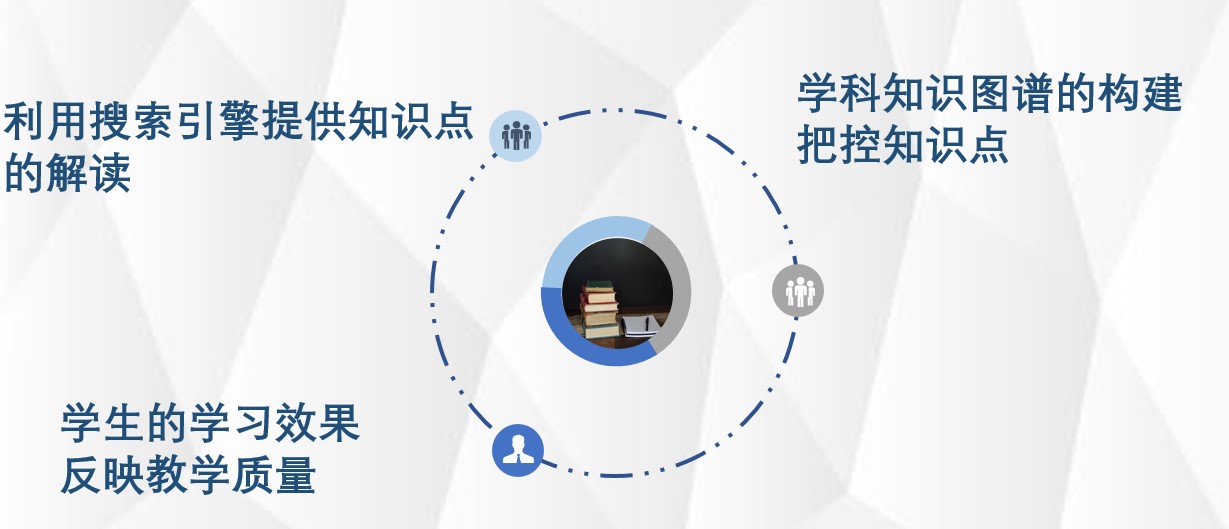 利用搜索引擎提供知识点
的解读
学科知识图谱的构建
把控知识点
学生的学习效果
反映教学质量